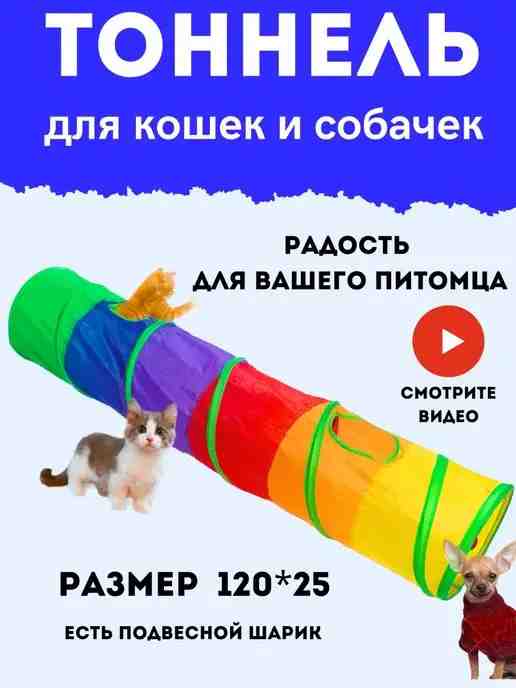 ТОННЕЛЬ
для кошек и собачек
РАДОСТЬ
ДЛЯ ВАШЕГО ПИТОМЦА
СМОТРИТЕ
ВИДЕО
РАЗМЕР 120*25
ЕСТЬ ПОДВЕСНОЙ ШАРИК